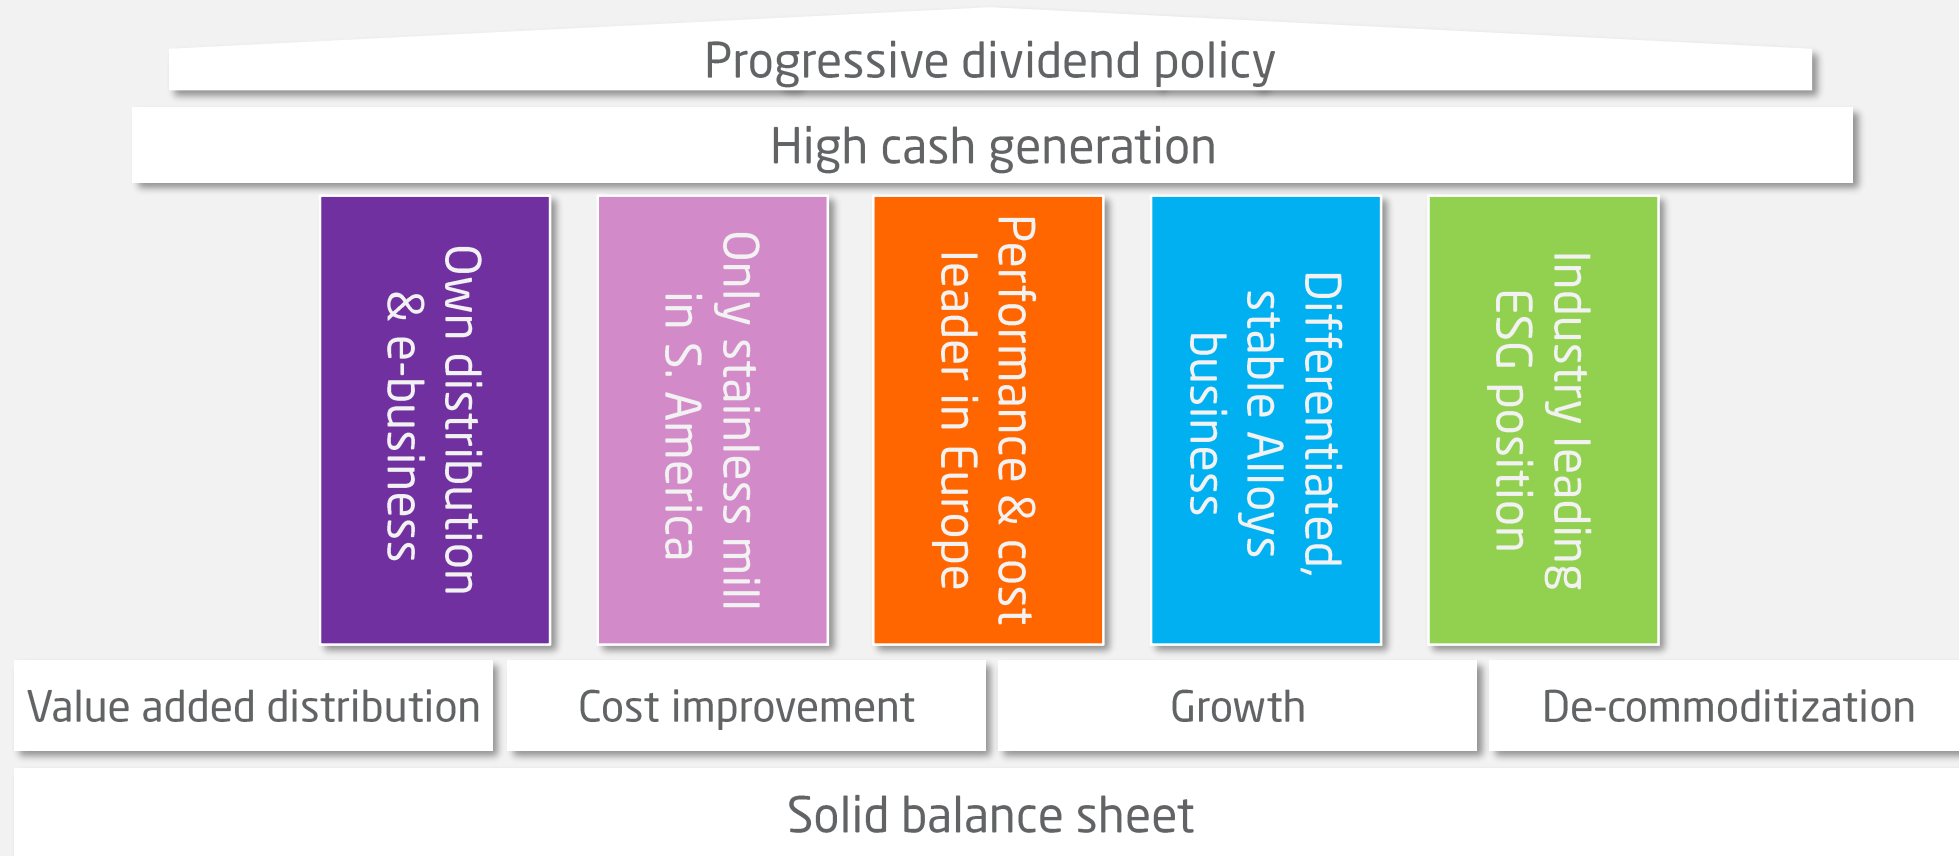 Progressive dividend policy
High cash generation
Own distribution
& e-business
Only stainless mill
in S. America
Performance & cost
leader in Europe
Differentiated,
stable Alloys
business
Industry leading
ESG position
Value added distribution
Cost improvement
Growth
De-commoditization
Solid balance sheet